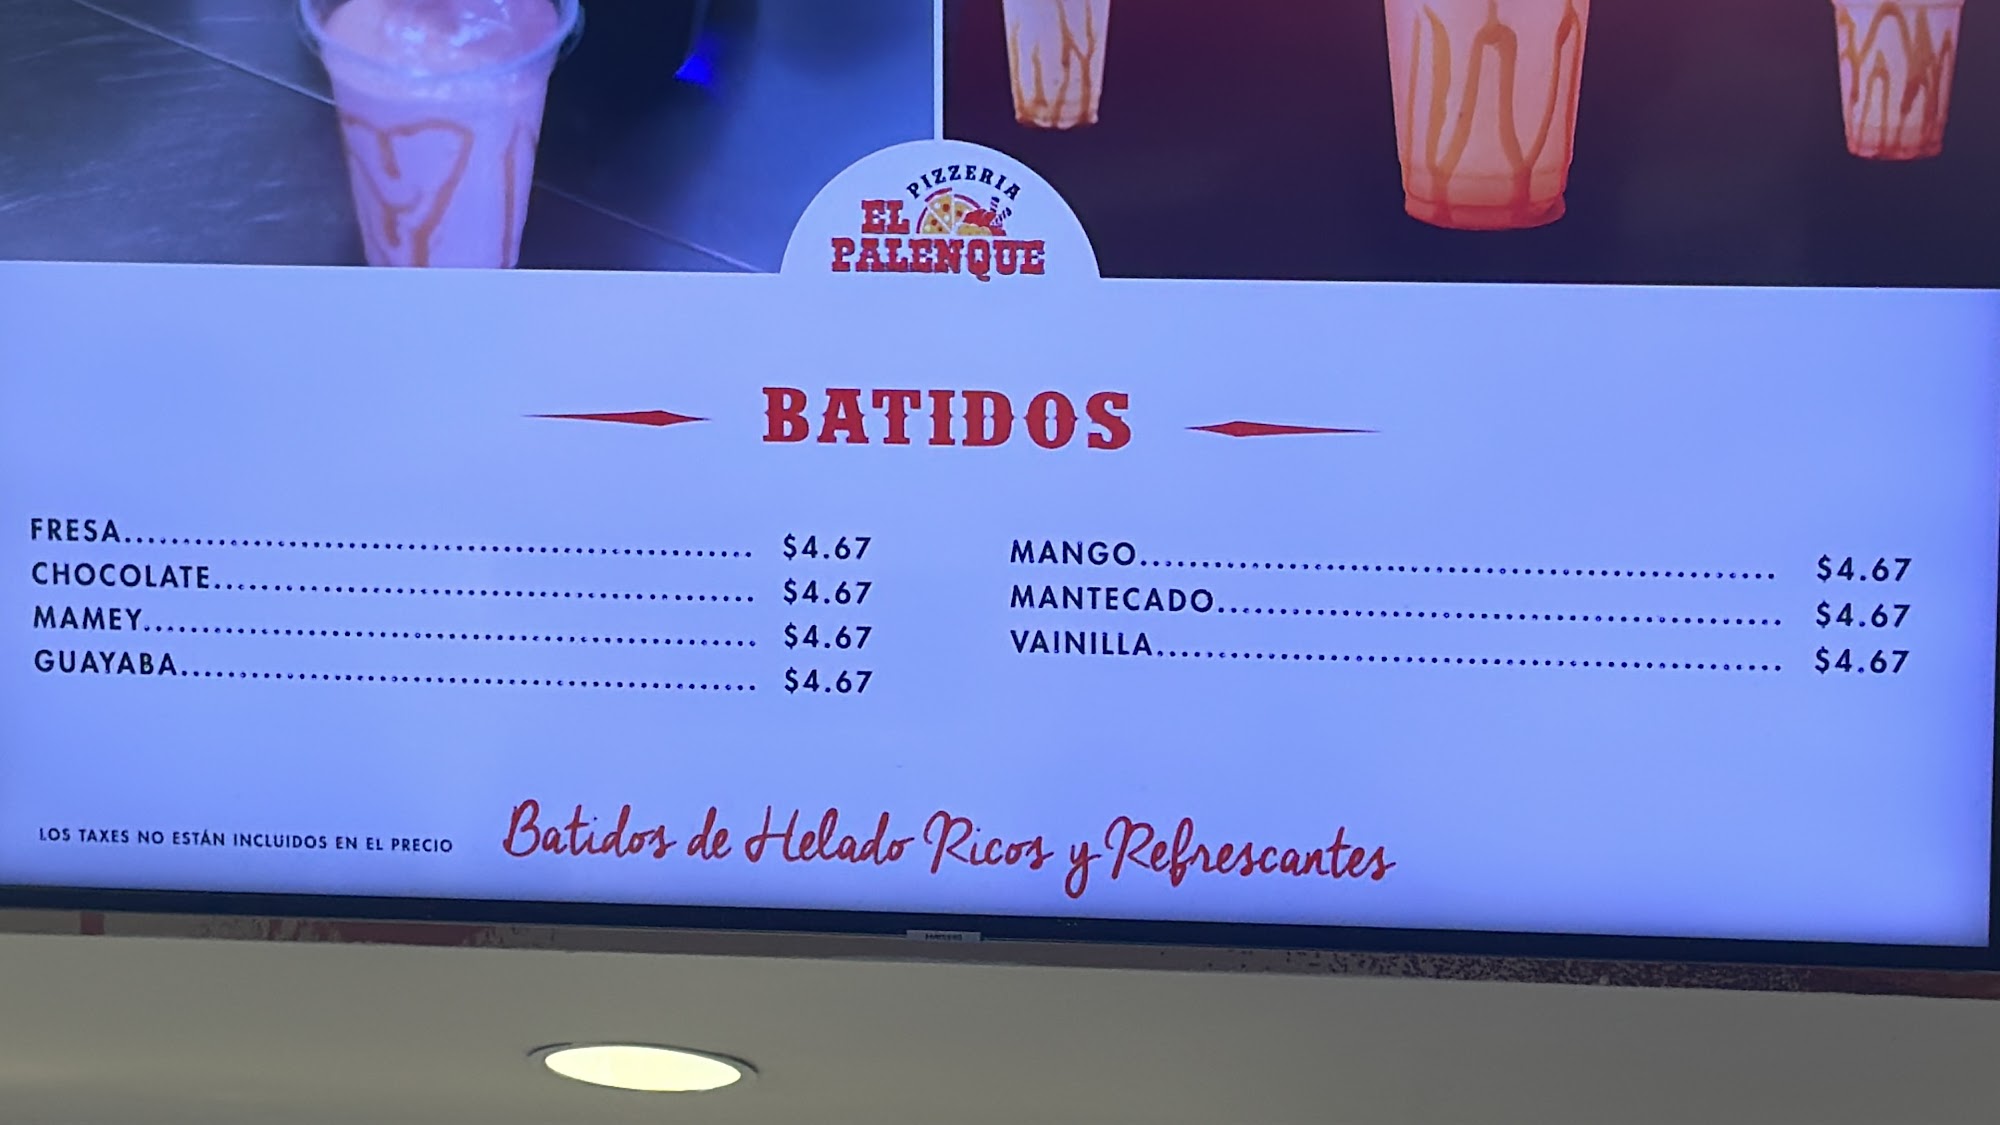 PIZZERIA
EL
PALENQUE
BATIDOS
FRESA........................................................ $4.67
CHOCOLATE............................................... $4.67
MAMEY..................................................... $4.67
GUAYABA.................................................. $4.67
MANGO...................................................... $4.67
MANTECADO............................................... $4.67
VAINILLA..................................................... $4.67
LOS TAXES NO ESTÁN INCLUIDOS EN EL PRECIO
Batidos de Helado Ricos y Refrescantes